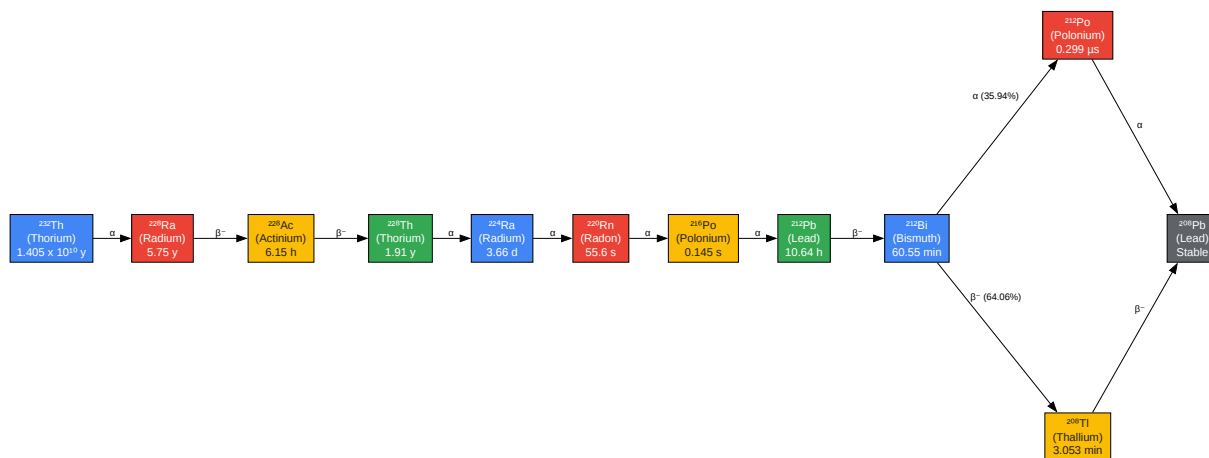 ²³²Th
(Thorium)
1.405 x 10¹⁰ y
α
²²⁸Ra
(Radium)
5.75 y
β⁻
²²⁸Ac
(Actinium)
6.15 h
β⁻
²²⁸Th
(Thorium)
1.91 y
α
²²⁴Ra
(Radium)
3.66 d
α
²²⁰Rn
(Radon)
55.6 s
α
²¹⁶Po
(Polonium)
0.145 s
α
²¹²Pb
(Lead)
10.64 h
β⁻
²¹²Bi
(Bismuth)
60.55 min
α (35.94%)
²¹²Po
(Polonium)
0.299 µs
α
β⁻ (64.06%)
²⁰⁸Tl
(Thallium)
3.053 min
β⁻
²⁰⁸Pb
(Lead)
Stable